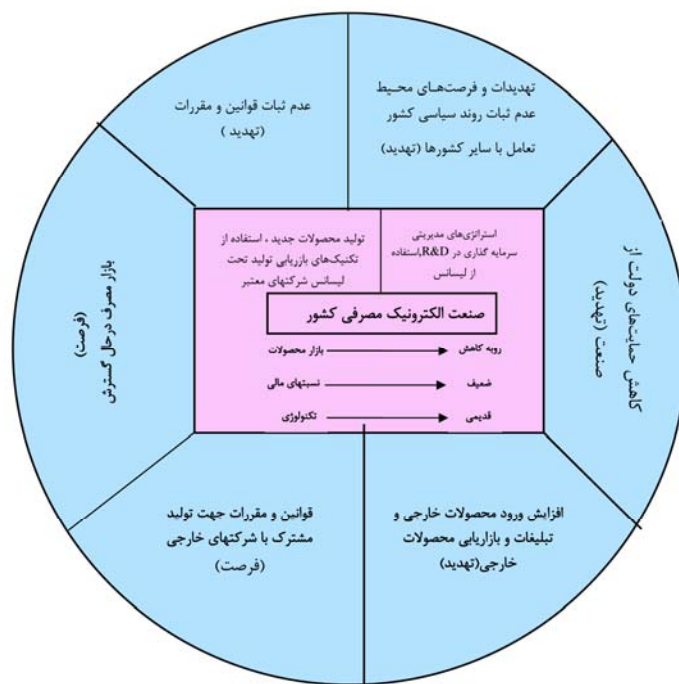 تهدیدات و فرصت‌های محیط
عدم ثبات روند سیاسی کشور
تعامل با سایر کشورها (تهدید)
عدم ثبات قوانین و مقررات
(تهدید )
کاهش حمایت‌های دولت از
صنعت (تهدید)
بازار مصرف درحال گسترش
(فرصت)
استراتژی‌های مدیریتی
سرمایه گذاری در R&D,استفاده
از لیسانس
تولید محصولات جدید ، استفاده از
تکنیک‌های بازریابی تولید تحت
لیسانس شرکتهای معتبر
صنعت الکترونیک مصرفی کشور
بازار محصولات روبه کاهش
نسبتهای مالی ضعیف
تکنولوژی قدیمی
افزایش ورود محصولات خارجی و
تبلیغات و بازاریابی محصولات
خارجی(تهدید)
قوانین و مقررات جهت تولید
مشترک با شرکتهای خارجی
(فرصت)